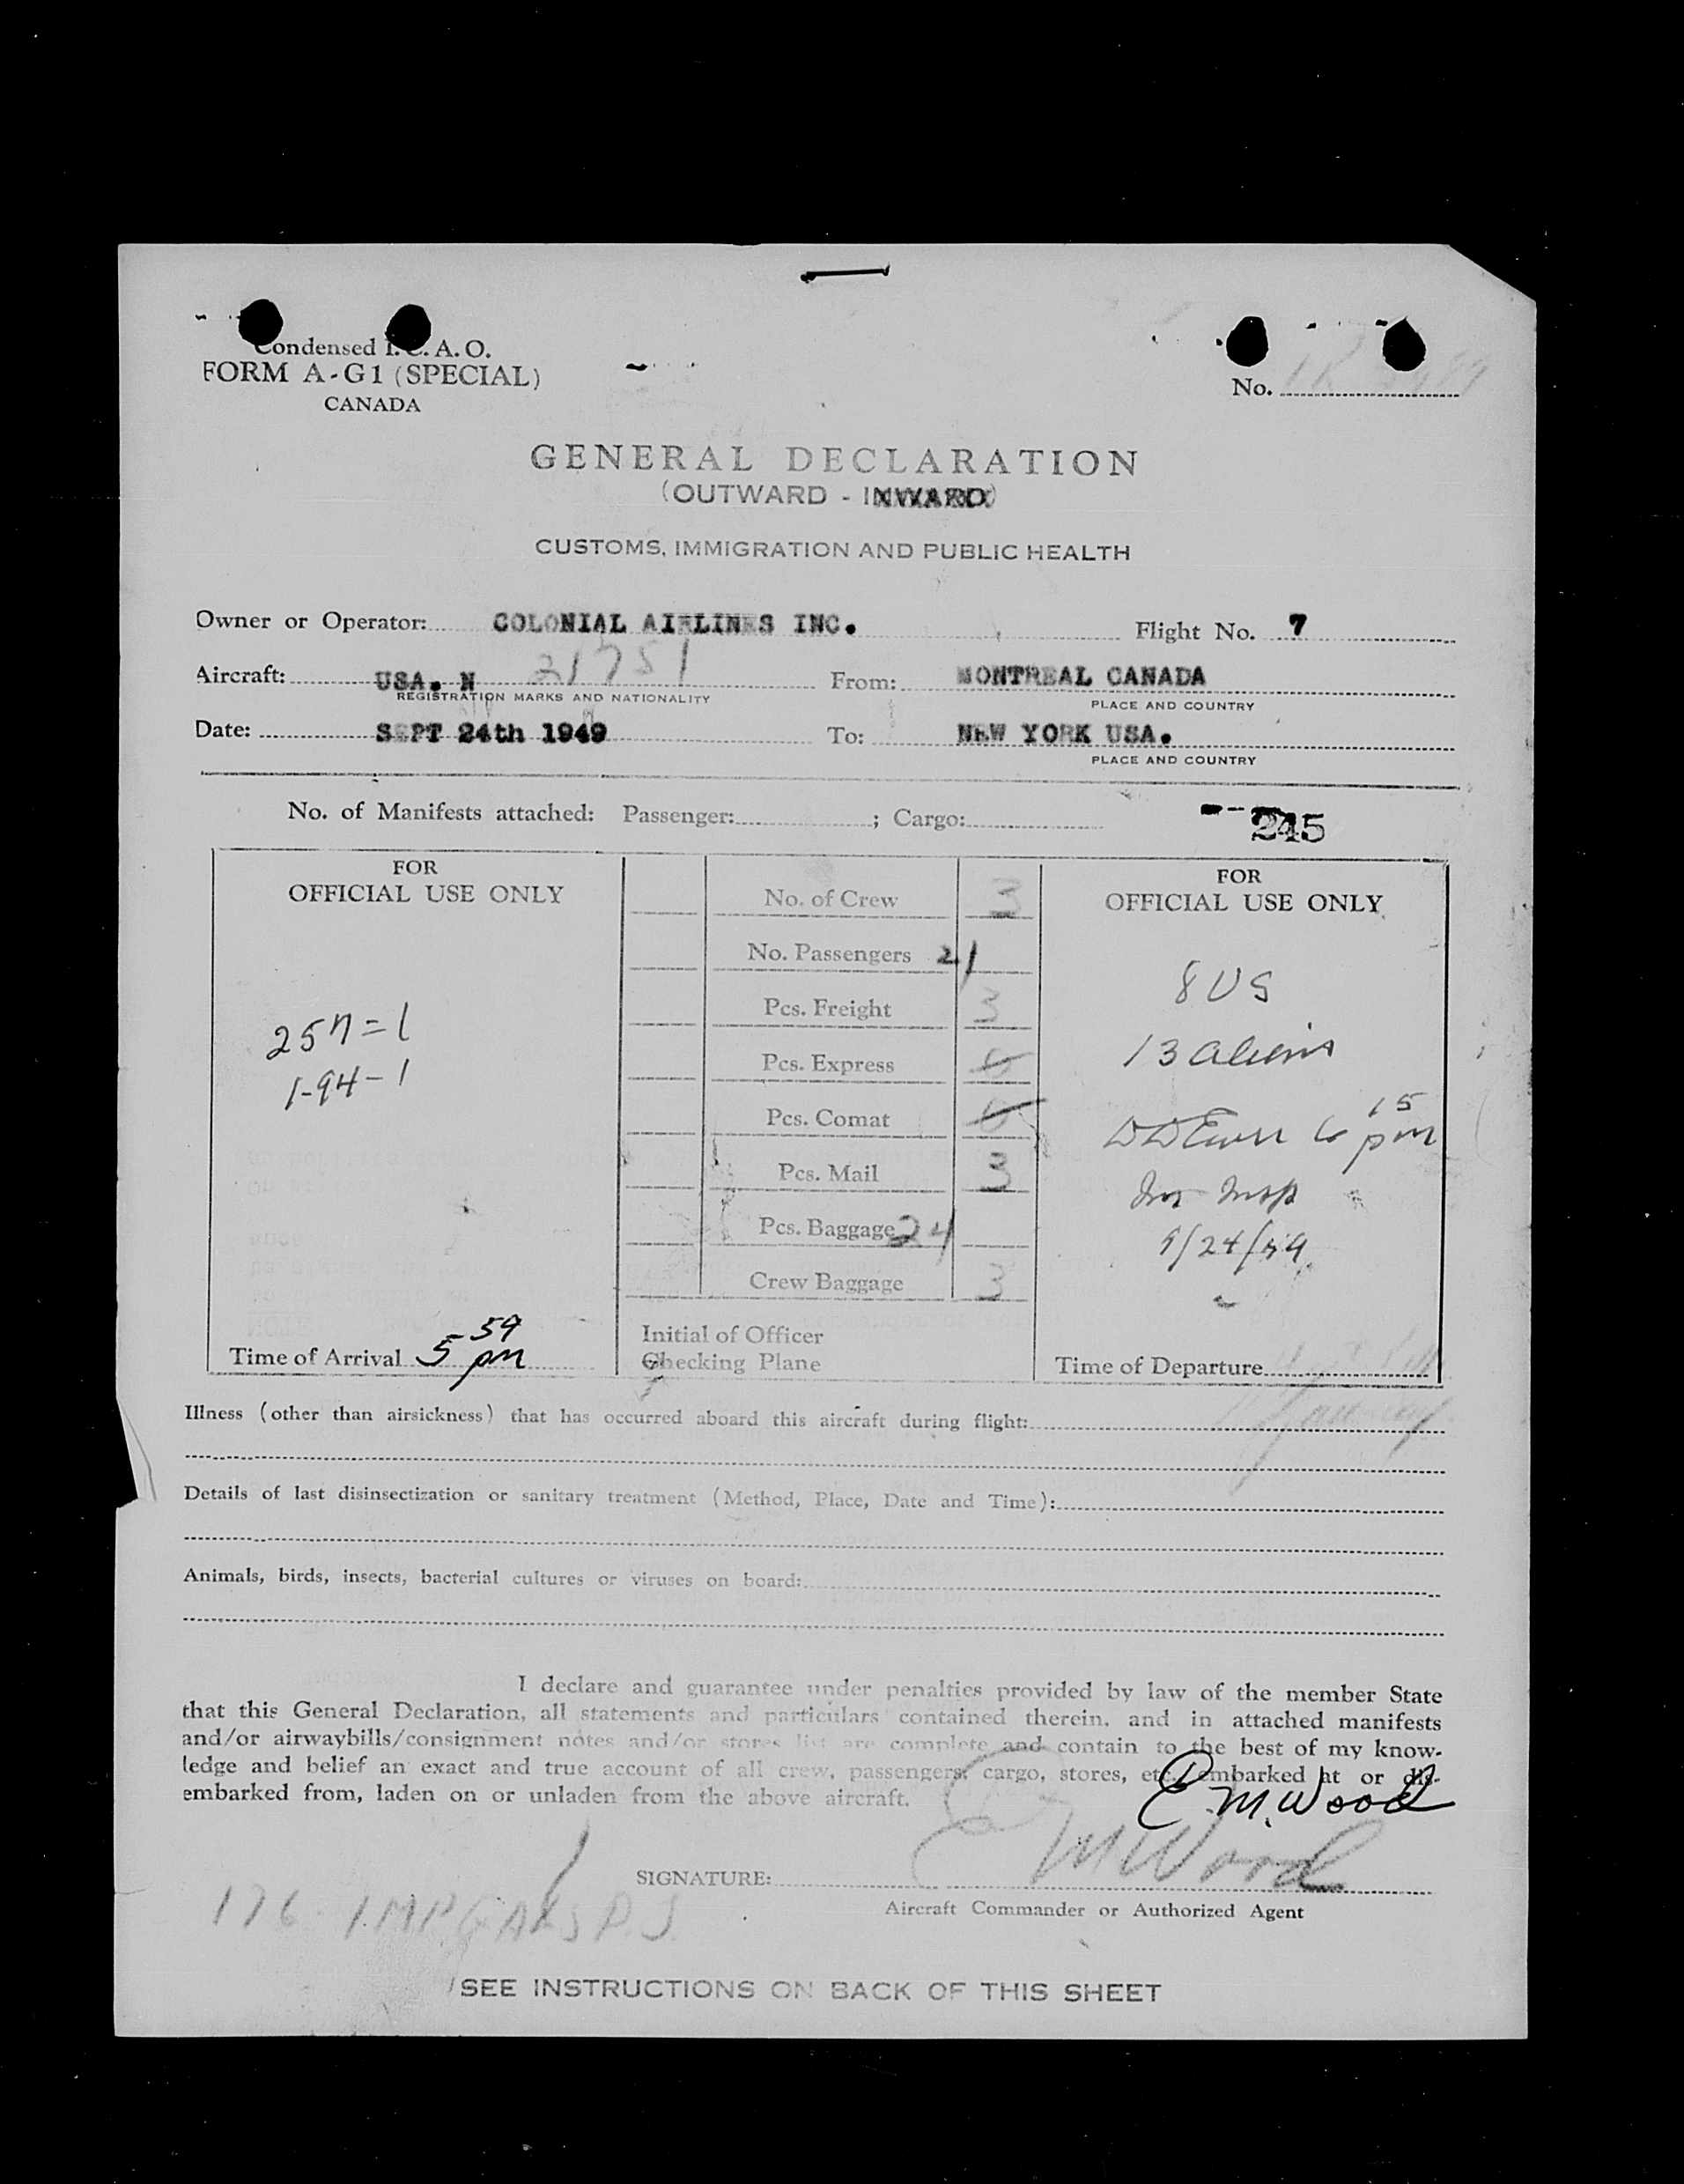 Condensed I. C. A. O.
FORM A-G1 (SPECIAL)
CANADA
No.
GENERAL DECLARATION
(OUTWARD - INWARD)
CUSTOMS, IMMIGRATION AND PUBLIC HEALTH
Owner or Operator: COLONIAL AIRLINES INC. Flight No. 7
Aircraft: USA. N 21751 From: MONTREAL CANADA
REGISTRATION MARKS AND NATIONALITY PLACE AND COUNTRY
Date: SEPT 24th 1949 To: NEW YORK USA.
PLACE AND COUNTRY
No. of Manifests attached: Passenger: ; Cargo: 245
FOR
OFFICIAL USE ONLY
257=1
1-94-1
Time of Arrival 5 59 pm
No. of Crew 3
No. Passengers 21
Pcs. Freight 3
Pcs. Express 0
Pcs. Comat 0
Pcs. Mail 3
Pcs. Baggage 24
Crew Baggage 3
Initial of Officer
Checking Plane
FOR
OFFICIAL USE ONLY
8 US
13 aliens
6 15 pm
Imm Insp
9/24/49
Time of Departure
Illness (other than airsickness) that has occurred aboard this aircraft during flight:
Details of last disinsectization or sanitary treatment (Method, Place, Date and Time):
Animals, birds, insects, bacterial cultures or viruses on board:
I declare and guarantee under penalties provided by law of the member State
that this General Declaration, all statements and particulars contained therein, and in attached manifests
and/or airwaybills/consignment notes and/or stores list are complete and contain to the best of my know-
ledge and belief an exact and true account of all crew, passengers, cargo, stores, etc., embarked at or dis-
embarked from, laden on or unladen from the above aircraft.
E M. Wood
SIGNATURE: E M Wood
Aircraft Commander or Authorized Agent
176
SEE INSTRUCTIONS ON BACK OF THIS SHEET